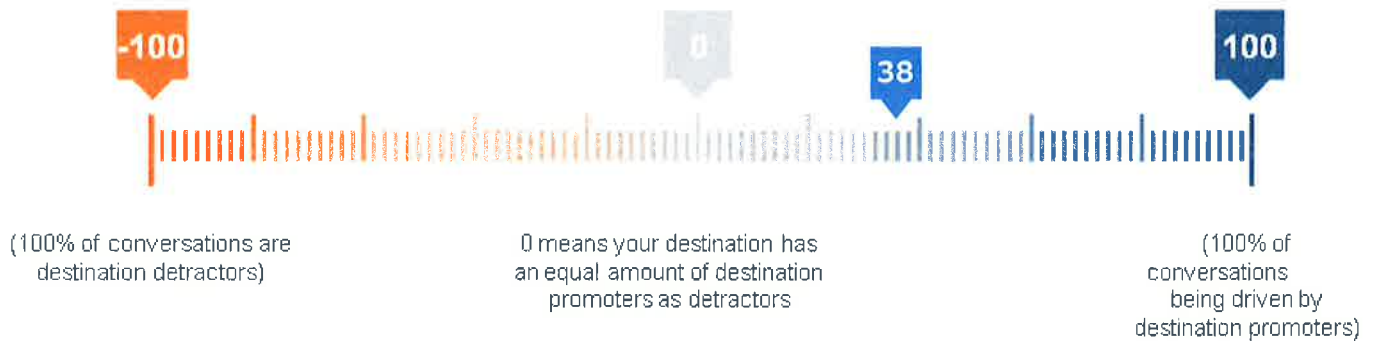 -100
0
38
100
(100% of conversations are
destination detractors)
0 means your destination has
an equal amount of destination
promoters as detractors
(100% of
conversations
being driven by
destination promoters)